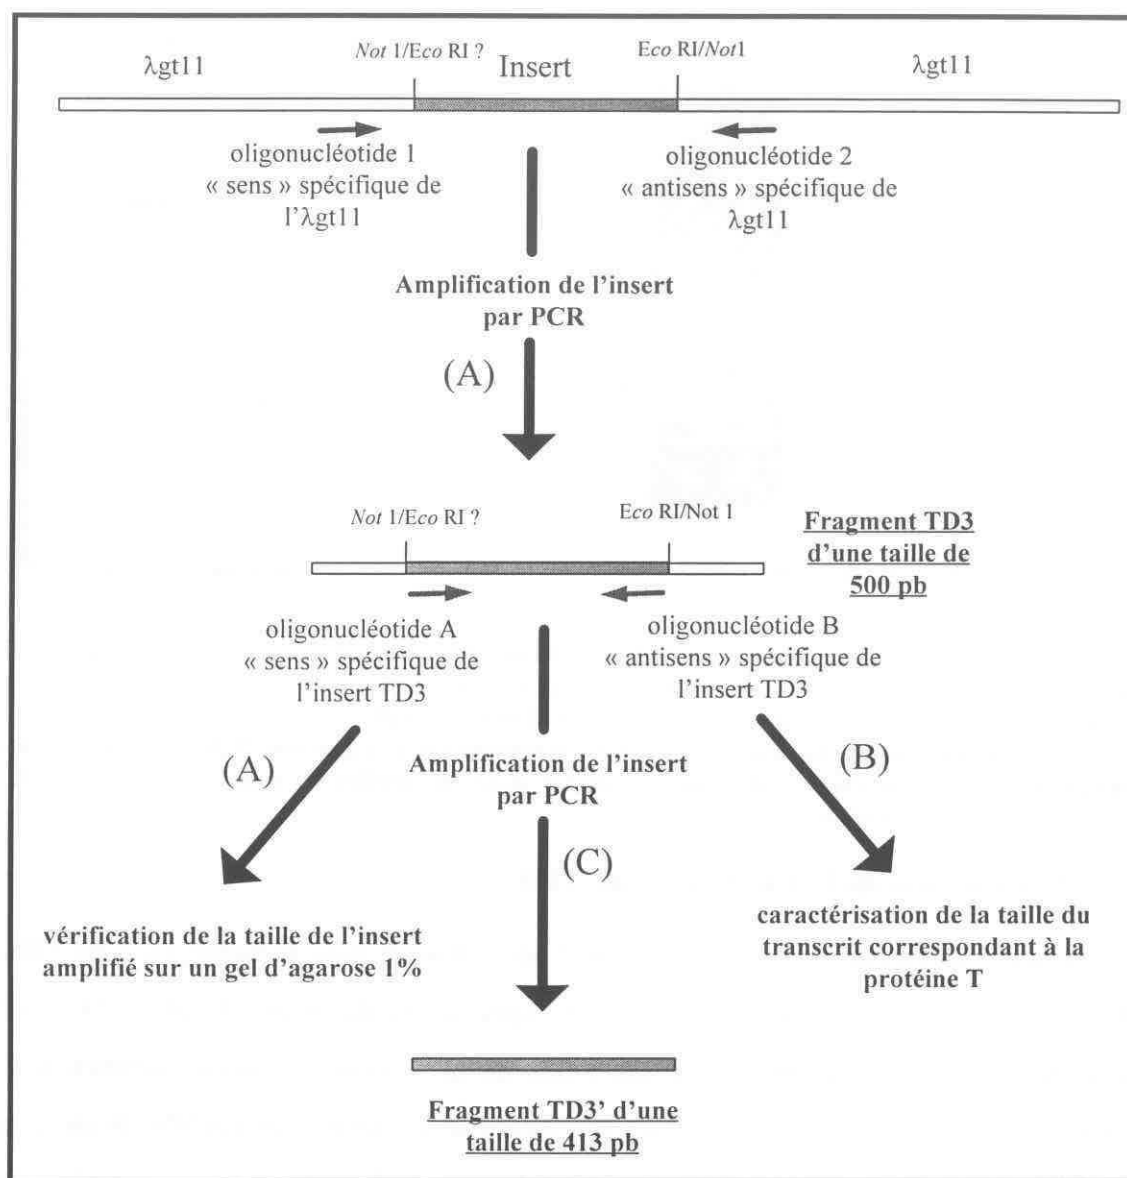 λgt11
Not 1/Eco RI ?
Insert
Eco RI/Not1
λgt11
oligonucléotide 1
« sens » spécifique de
l'λgt11
oligonucléotide 2
« antisens » spécifique de
λgt11
Amplification de l'insert
par PCR
(A)
Not 1/Eco RI ?
Eco RI/Not 1
Fragment TD3
d'une taille de
500 pb
oligonucléotide A
« sens » spécifique de
l'insert TD3
oligonucléotide B
« antisens » spécifique de
l'insert TD3
(A)
Amplification de l'insert
par PCR
(B)
(C)
vérification de la taille de l'insert
amplifié sur un gel d'agarose 1%
caractérisation de la taille du
transcrit correspondant à la
protéine T
Fragment TD3' d'une
taille de 413 pb